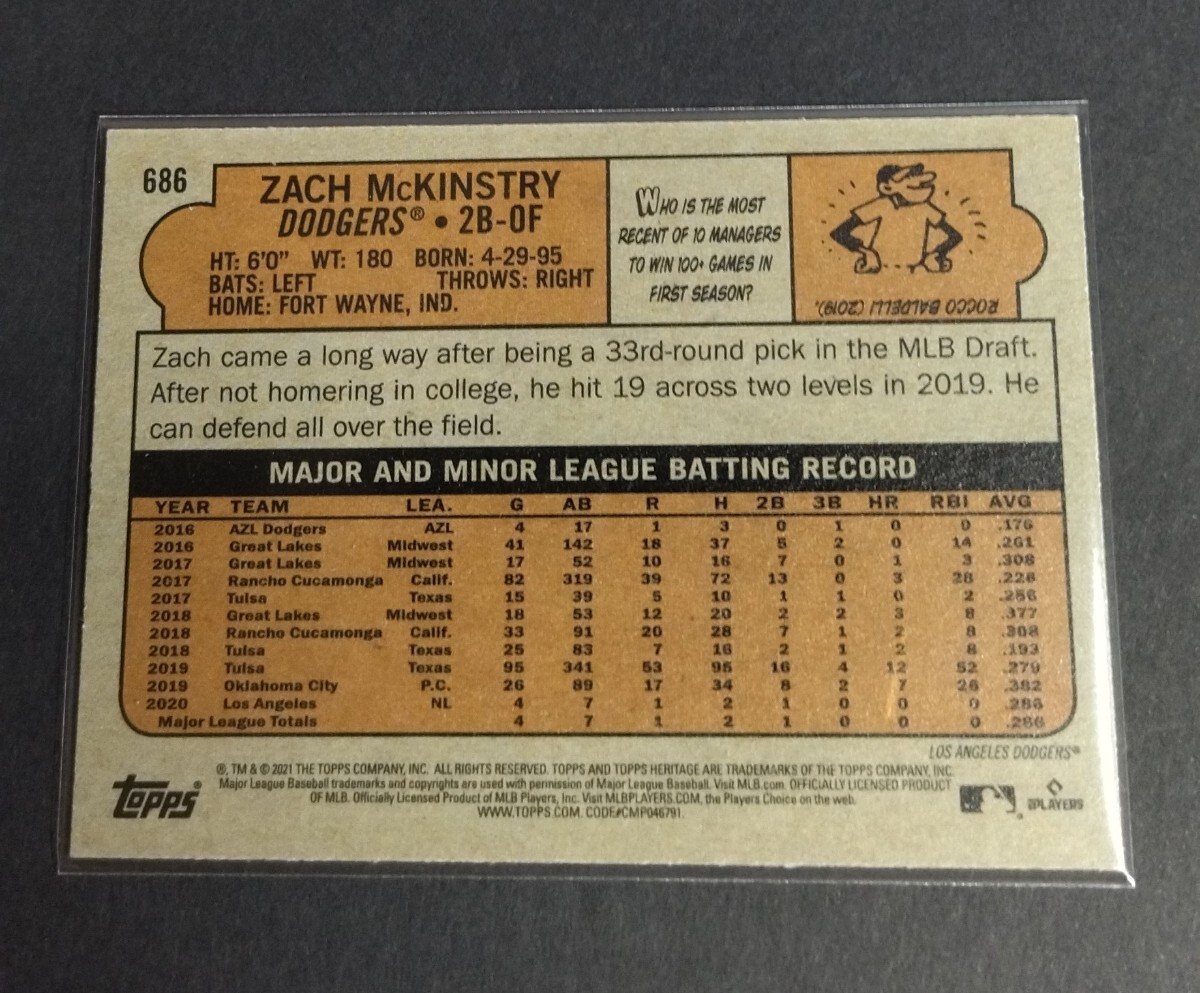 686
ZACH McKINSTRY
DODGERS® • 2B-OF
HT: 6'0" WT: 180 BORN: 4-29-95
BATS: LEFT THROWS: RIGHT
HOME: FORT WAYNE, IND.
WHO IS THE MOST
RECENT OF 10 MANAGERS
TO WIN 100+ GAMES IN
FIRST SEASON?
ROCCO BALDELLI (2019).
Zach came a long way after being a 33rd-round pick in the MLB Draft.
After not homering in college, he hit 19 across two levels in 2019. He
can defend all over the field.
MAJOR AND MINOR LEAGUE BATTING RECORD
YEAR TEAM LEA. G AB R H 2B 3B HR RBI AVG
2016 AZL Dodgers AZL 4 17 1 3 0 1 0 0 .176
2016 Great Lakes Midwest 41 142 18 37 5 2 0 14 .261
2017 Great Lakes Midwest 17 52 10 16 7 0 1 3 .308
2017 Rancho Cucamonga Calif. 82 319 39 72 13 0 3 28 .226
2017 Tulsa Texas 15 39 5 10 1 1 0 2 .256
2018 Great Lakes Midwest 18 53 12 20 2 2 3 8 .377
2018 Rancho Cucamonga Calif. 33 91 20 28 7 1 2 8 .308
2018 Tulsa Texas 25 83 7 16 2 1 2 8 .193
2019 Tulsa Texas 95 341 53 95 16 4 12 52 .279
2019 Oklahoma City P.C. 26 89 17 34 8 2 7 26 .382
2020 Los Angeles NL 4 7 1 2 1 0 0 0 .286
Major League Totals 4 7 1 2 1 0 0 0 .286
LOS ANGELES DODGERS®
®, TM & © 2021 THE TOPPS COMPANY, INC. ALL RIGHTS RESERVED. TOPPS AND TOPPS HERITAGE ARE TRADEMARKS OF THE TOPPS COMPANY, INC.
Major League Baseball trademarks and copyrights are used with permission of Major League Baseball. Visit MLB.com. OFFICIALLY LICENSED PRODUCT
OF MLB. Officially Licensed Product of MLB Players, Inc. Visit MLBPLAYERS.COM, the Players Choice on the web.
WWW.TOPPS.COM. CODE#CMP046791.
Topps®
PLAYERS